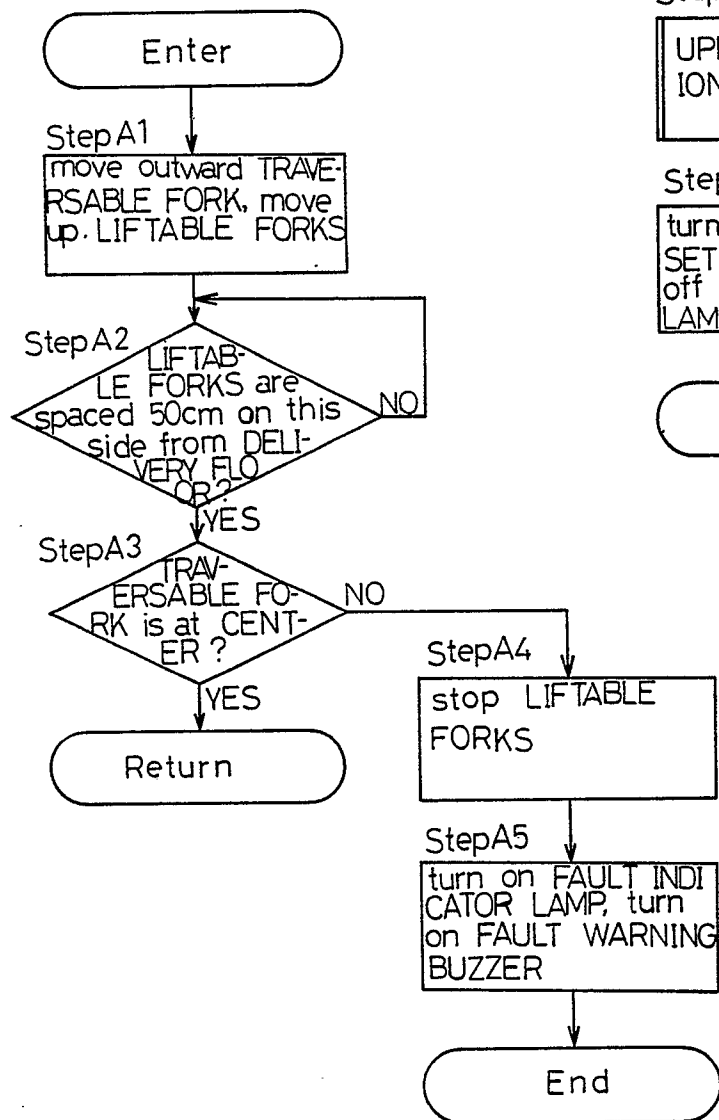 Enter
Step A1
move outward TRAVE-
RSABLE FORK, move
up. LIFTABLE FORKS
Step A2
LIFTAB-
LE FORKS are
spaced 50cm on this
side from DELI-
VERY FLO
OR?
NO
YES
Step A3
TRAV-
ERSABLE FO-
RK is at CENT-
ER ?
NO
YES
Return
Step A4
stop LIFTABLE
FORKS
Step A5
turn on FAULT INDI
CATOR LAMP, turn
on FAULT WARNING
BUZZER
End
ION
turn
SET
off